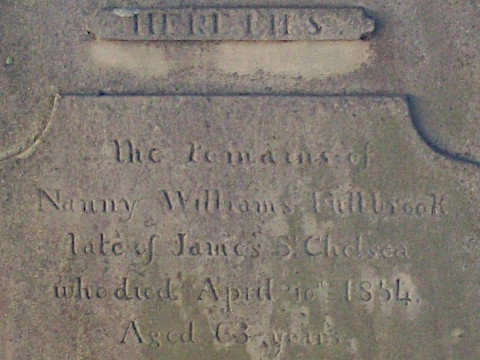 HERE LIES
The remains of
Nanny Williams Fullbrook
late of James St Chelsea
who died April 10th 1854.
Aged 63 years.